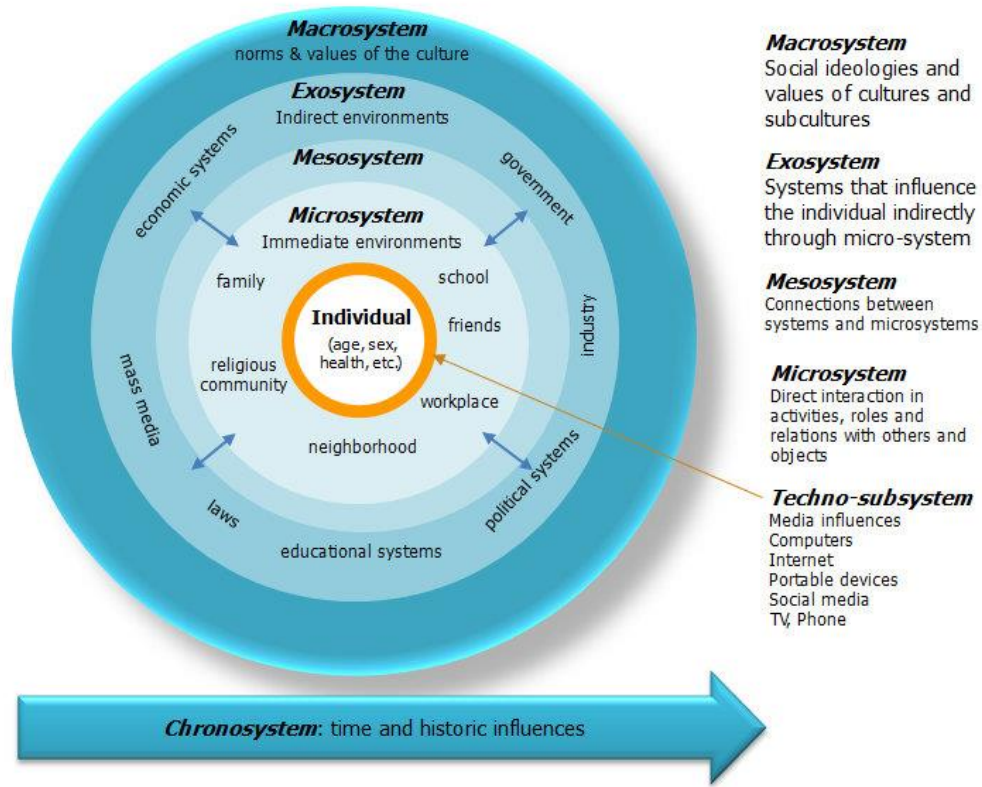 Macrosystem
norms & values of the culture
Exosystem
Indirect environments
Mesosystem
economic systems
government
Microsystem
Immediate environments
family
school
Individual
(age, sex,
health, etc.)
friends
industry
religious
community
workplace
mass media
neighborhood
political systems
laws
educational systems
Macrosystem
Social ideologies and
values of cultures and
subcultures
Exosystem
Systems that influence
the individual indirectly
through micro-system
Mesosystem
Connections between
systems and microsystems
Microsystem
Direct interaction in
activities, roles and
relations with others and
objects
Techno-subsystem
Media influences
Computers
Internet
Portable devices
Social media
TV, Phone
Chronosystem: time and historic influences